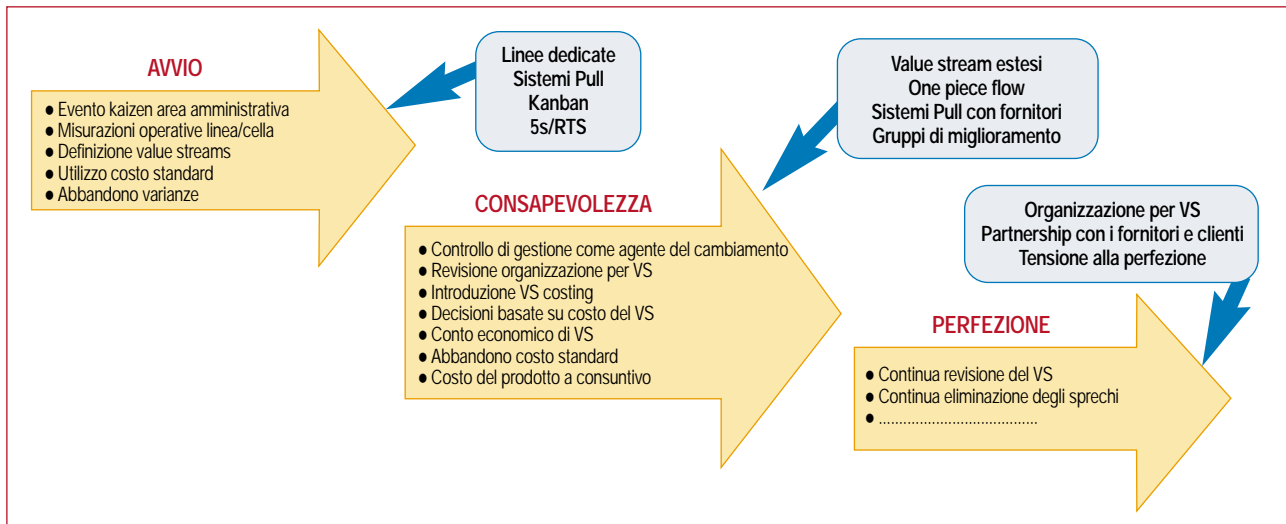 AVVIO
● Evento kaizen area amministrativa
● Misurazioni operative linea/cella
● Definizione value streams
● Utilizzo costo standard
● Abbandono varianze
Linee dedicate
Sistemi Pull
Kanban
5s/RTS
CONSAPEVOLEZZA
● Controllo di gestione come agente del cambiamento
● Revisione organizzazione per VS
● Introduzione VS costing
● Decisioni basate su costo del VS
● Conto economico di VS
● Abbandono costo standard
● Costo del prodotto a consuntivo
Value stream estesi
One piece flow
Sistemi Pull con fornitori
Gruppi di miglioramento
PERFEZIONE
● Continua revisione del VS
● Continua eliminazione degli sprechi
● ......................................
Organizzazione per VS
Partnership con i fornitori e clienti
Tensione alla perfezione